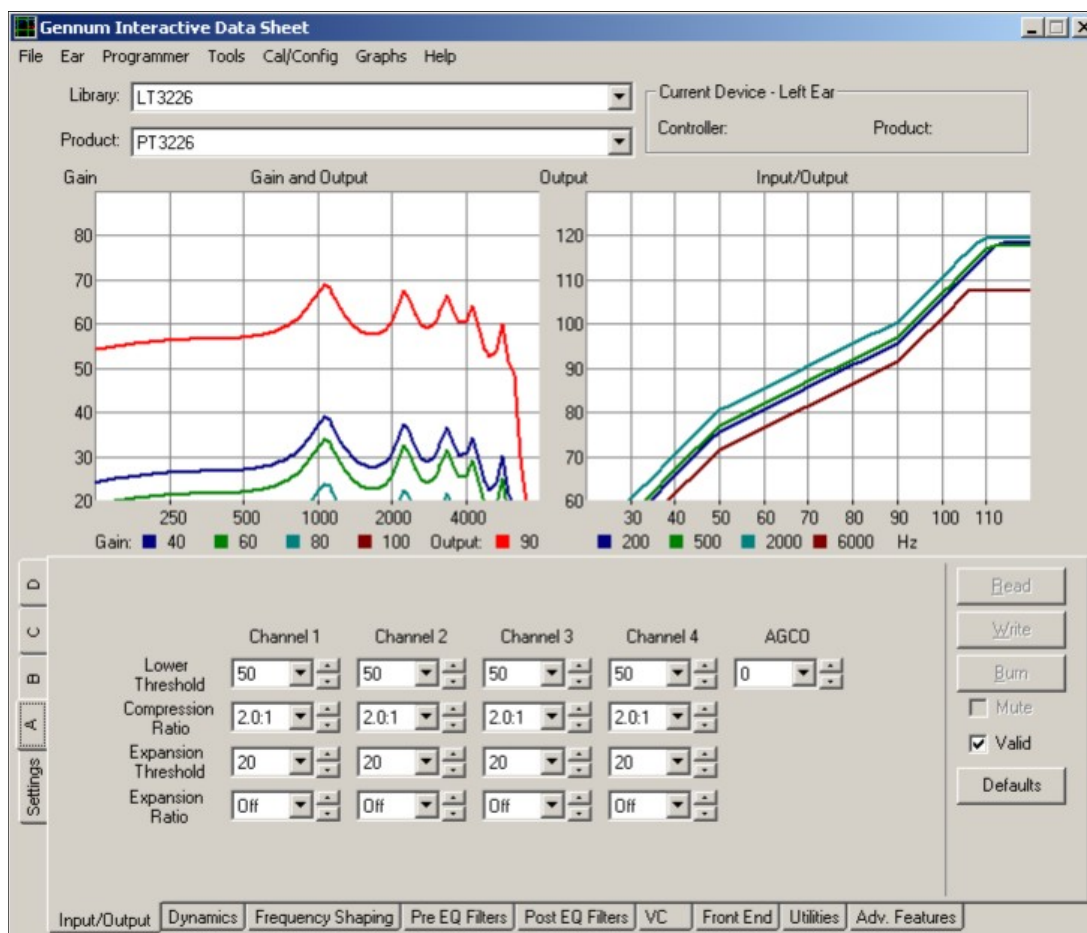 Gennum Interactive Data Sheet
File Ear Programmer Tools Cal/Config Graphs Help
Library: LT3226
Current Device - Left Ear
Controller: Product:
Product: PT3226
Gain Gain and Output Output Input/Output
80
70
60
50
40
30
20
250 500 1000 2000 4000
120
110
100
90
80
70
60
30 40 50 60 70 80 90 100 110
Gain: 40 60 80 100 Output: 90 200 500 2000 6000 Hz
D
C
B
A
Settings
Channel 1 Channel 2 Channel 3 Channel 4 AGCO
Lower Threshold 50 50 50 50 0
Compression Ratio 2.0:1 2.0:1 2.0:1 2.0:1
Expansion Threshold 20 20 20 20
Expansion Ratio Off Off Off Off
Read
Write
Burn
Mute
Valid
Defaults
Input/Output Dynamics Frequency Shaping Pre EQ Filters Post EQ Filters VC Front End Utilities Adv. Features